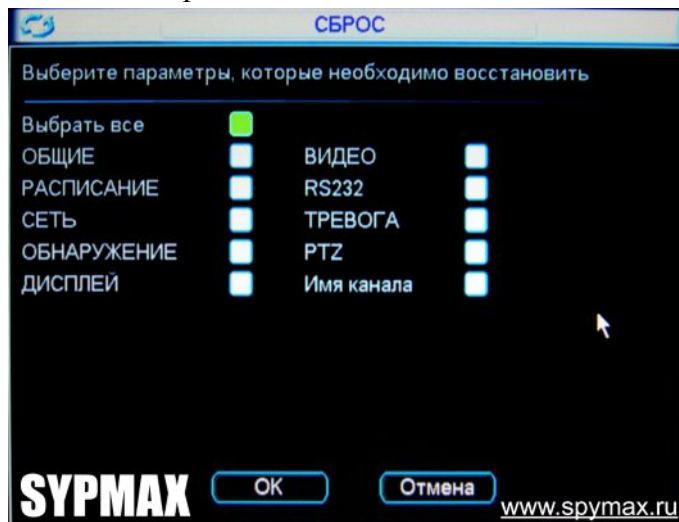 СБРОС
Выберите параметры, которые необходимо восстановить
Выбрать все
ОБЩИЕ ВИДЕО
РАСПИСАНИЕ RS232
СЕТЬ ТРЕВОГА
ОБНАРУЖЕНИЕ PTZ
ДИСПЛЕЙ Имя канала
OK Отмена
SYPMAX www.spymax.ru